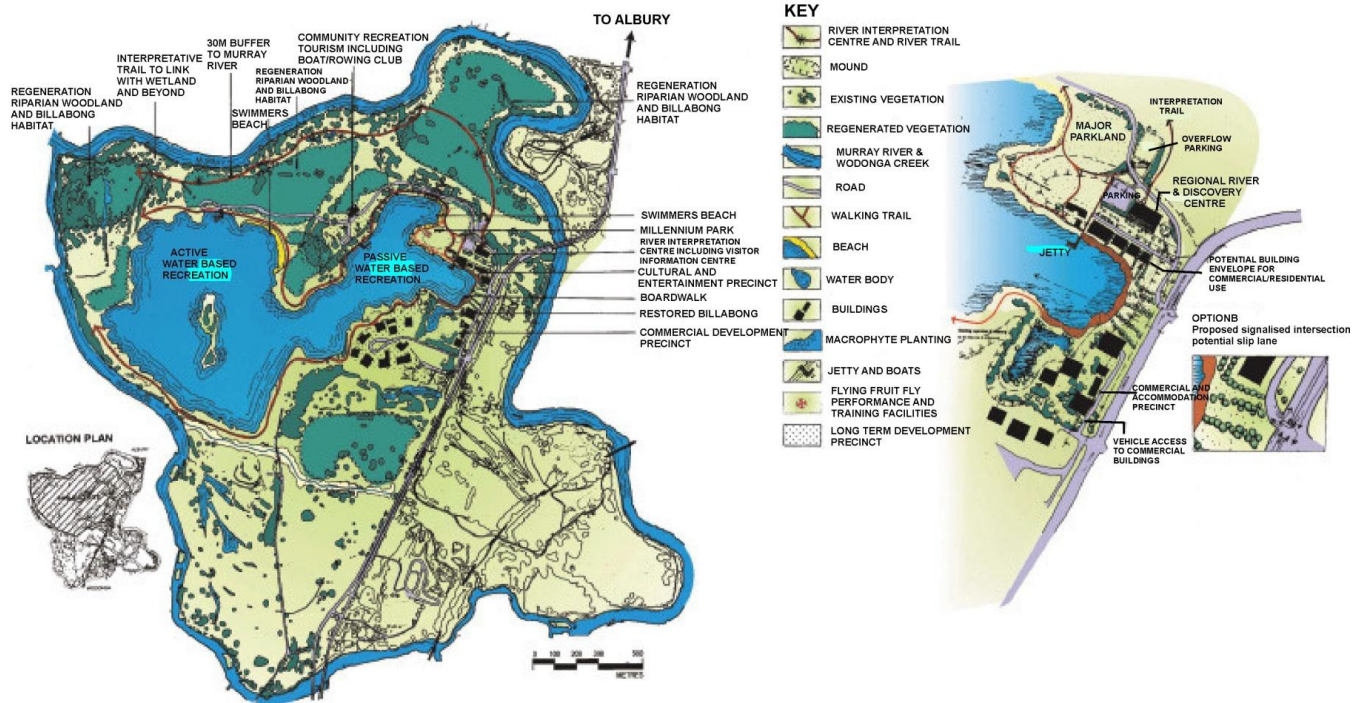 TO ALBURY
30M BUFFER
TO MURRAY
RIVER
COMMUNITY RECREATION
TOURISM INCLUDING
BOAT/ROWING CLUB
INTERPRETATIVE
TRAIL TO LINK
WITH WETLAND
AND BEYOND
REGENERATION
RIPARIAN WOODLAND
AND BILLABONG
HABITAT
REGENERATION
RIPARIAN WOODLAND
AND BILLABONG
HABITAT
SWIMMERS
BEACH
REGENERATION
RIPARIAN WOODLAND
AND BILLABONG
HABITAT
ACTIVE
WATER BASED
RECREATION
PASSIVE
WATER BASED
RECREATION
SWIMMERS BEACH
MILLENNIUM PARK
RIVER INTERPRETATION
CENTRE INCLUDING VISITOR
INFORMATION CENTRE
CULTURAL AND
ENTERTAINMENT PRECINCT
BOARDWALK
RESTORED BILLABONG
COMMERCIAL DEVELOPMENT
PRECINCT
LOCATION PLAN
ALBURY
WODONGA
0 100 200 300 500
METRES
KEY
RIVER INTERPRETATION
CENTRE AND RIVER TRAIL
MOUND
EXISTING VEGETATION
REGENERATED VEGETATION
MURRAY RIVER &
WODONGA CREEK
ROAD
WALKING TRAIL
BEACH
WATER BODY
BUILDINGS
MACROPHYTE PLANTING
JETTY AND BOATS
FLYING FRUIT FLY
PERFORMANCE AND
TRAINING FACILITIES
LONG TERM DEVELOPMENT
PRECINCT
INTERPRETATION
TRAIL
MAJOR
PARKLAND
OVERFLOW
PARKING
PARKING
REGIONAL RIVER
& DISCOVERY
CENTRE
JETTY
POTENTIAL BUILDING
ENVELOPE FOR
COMMERCIAL/RESIDENTIAL
USE
OPTIONB
Proposed signalised intersection
potential slip lane
COMMERCIAL AND
ACCOMMODATION
PRECINCT
VEHICLE ACCESS
TO COMMERCIAL
BUILDINGS